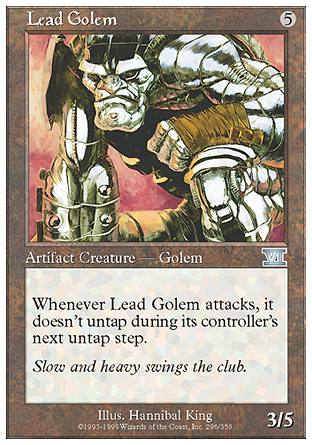 Lead Golem 5
Artifact Creature — Golem VI
Whenever Lead Golem attacks, it
doesn't untap during its controller's
next untap step.
Slow and heavy swings the club.
3/5
Illus. Hannibal King
©1993-1999 Wizards of the Coast, Inc. 296/350